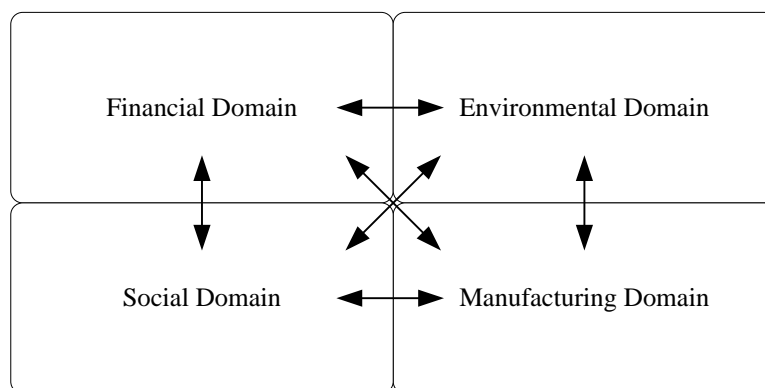 Financial Domain
Environmental Domain
Social Domain
Manufacturing Domain